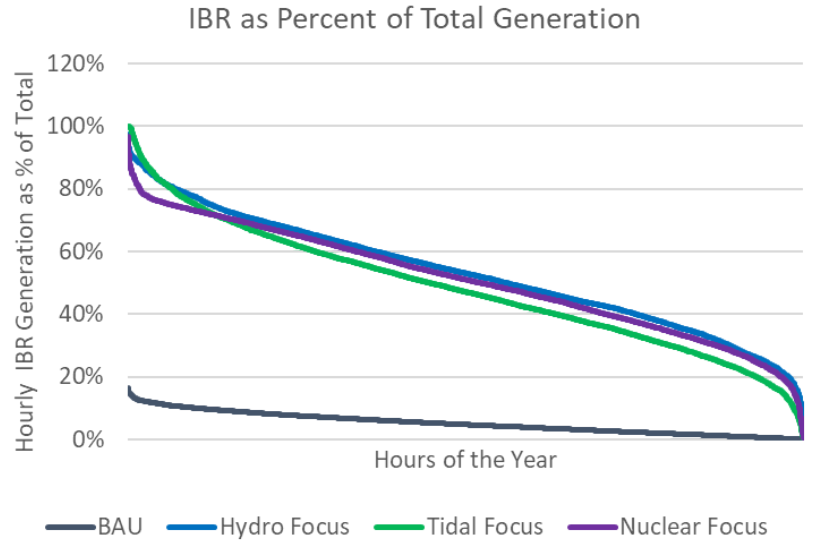 IBR as Percent of Total Generation
Hourly IBR Generation as % of Total
120%
100%
80%
60%
40%
20%
0%
Hours of the Year
BAU
Hydro Focus
Tidal Focus
Nuclear Focus